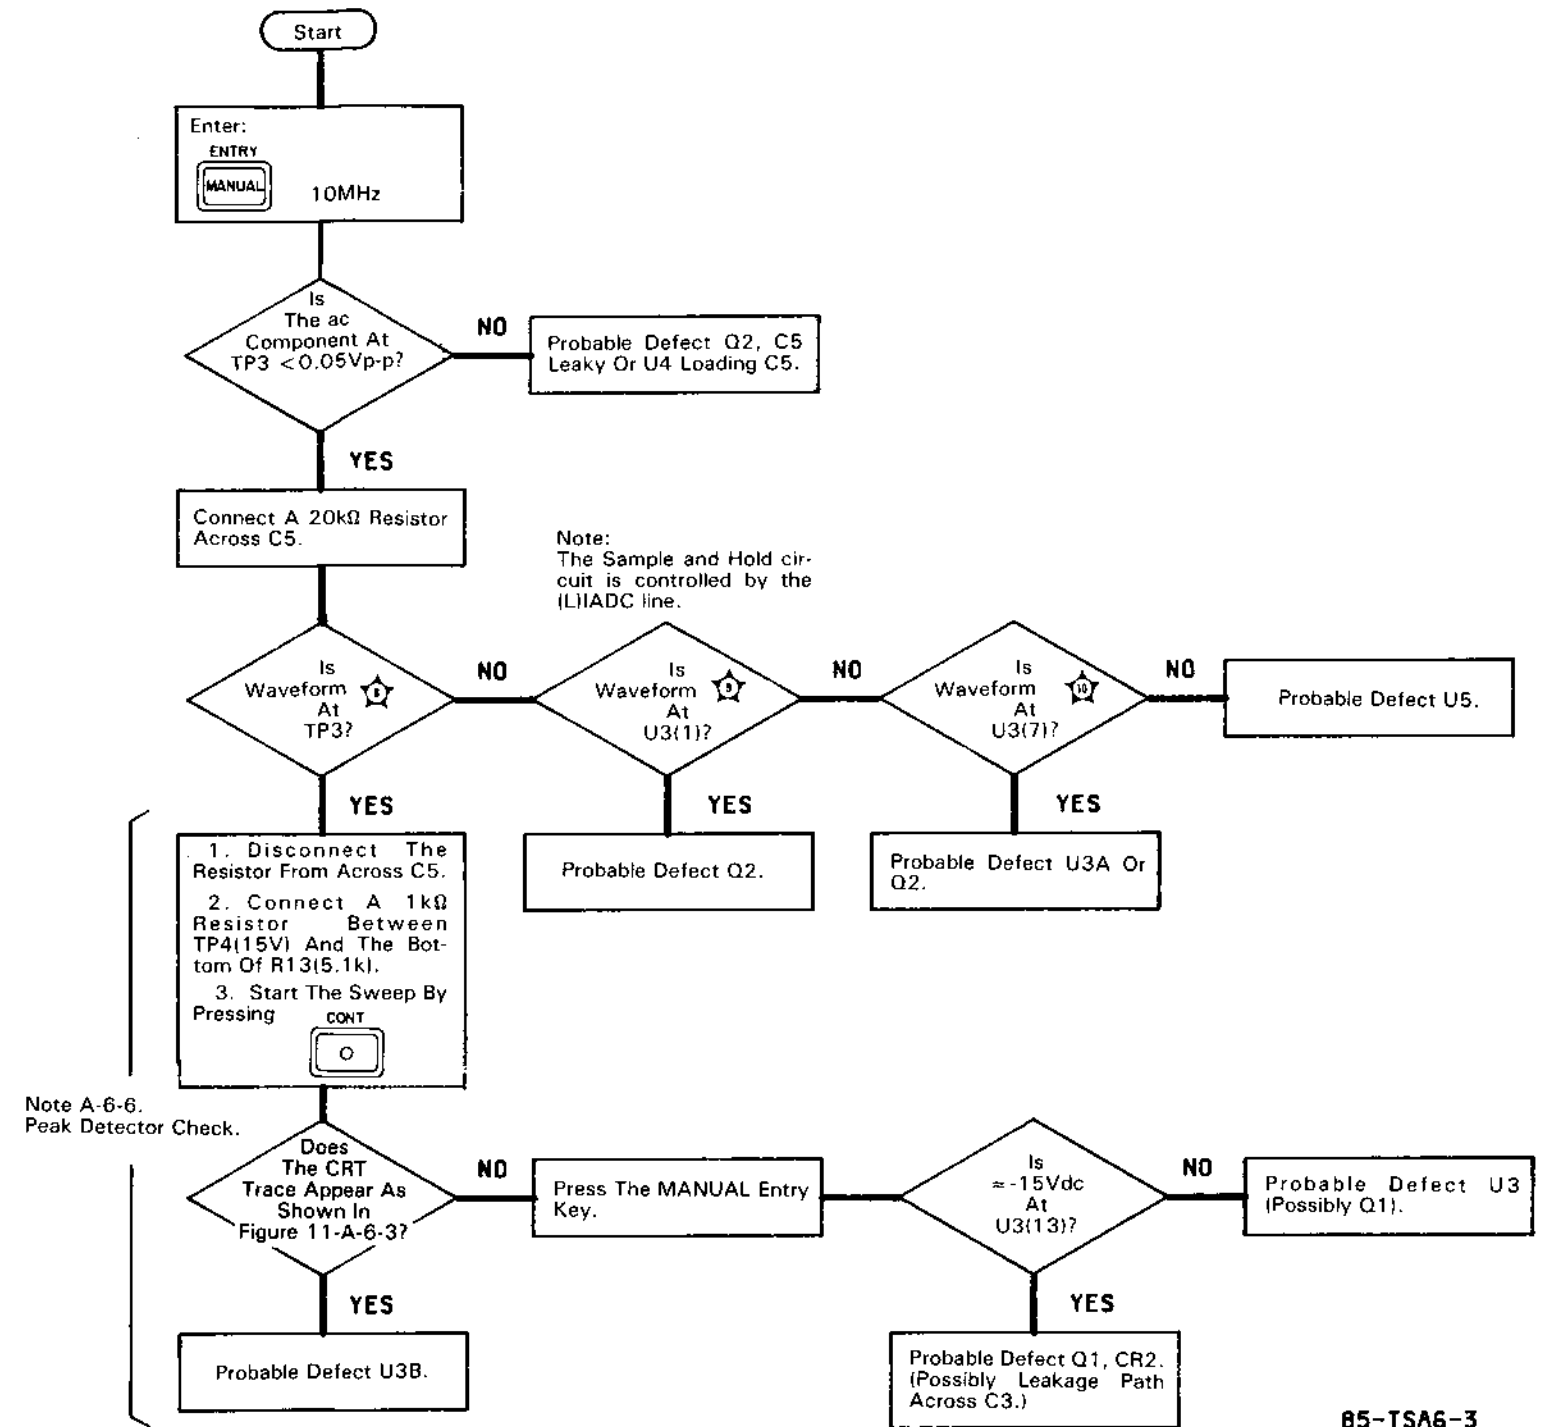 Start
Enter:
ENTRY
MANUAL
10MHz
Is
The ac
Component At
TP3 <0.05Vp-p?
NO
Probable Defect Q2, C5
Leaky Or U4 Loading C5.
YES
Connect A 20kΩ Resistor
Across C5.
Note:
The Sample and Hold cir-
cuit is controlled by the
(L)IADC line.
Is
Waveform 8
At
TP3?
NO
Is
Waveform 9
At
U3(1)?
NO
Is
Waveform 10
At
U3(7)?
NO
Probable Defect U5.
YES
YES
YES
1. Disconnect The
Resistor From Across C5.
2. Connect A 1kΩ
Resistor Between
TP4(15V) And The Bot-
tom Of R13(5.1k).
3. Start The Sweep By
Pressing
CONT
Probable Defect Q2.
Probable Defect U3A Or
Q2.
Note A-6-6.
Peak Detector Check.
Does
The CRT
Trace Appear As
Shown In
Figure 11-A-6-3?
NO
Press The MANUAL Entry
Key.
Is
≈-15Vdc
At
U3(13)?
NO
Probable Defect U3
(Possibly Q1).
YES
YES
Probable Defect U3B.
Probable Defect Q1, CR2.
(Possibly Leakage Path
Across C3.)
85-TSA6-3